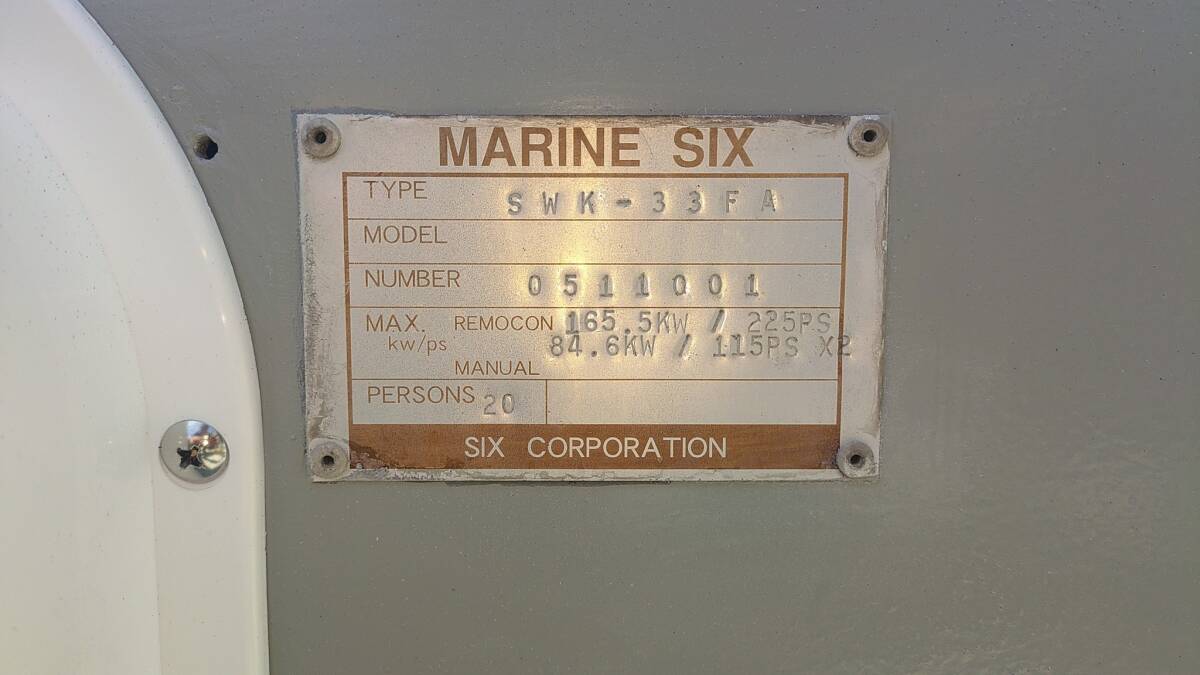 MARINE SIX
TYPE SWK-33FA
MODEL
NUMBER 0511001
MAX. REMOCON 165.5KW / 225PS
kw/ps 84.6KW / 115PS X2
MANUAL
PERSONS 20
SIX CORPORATION